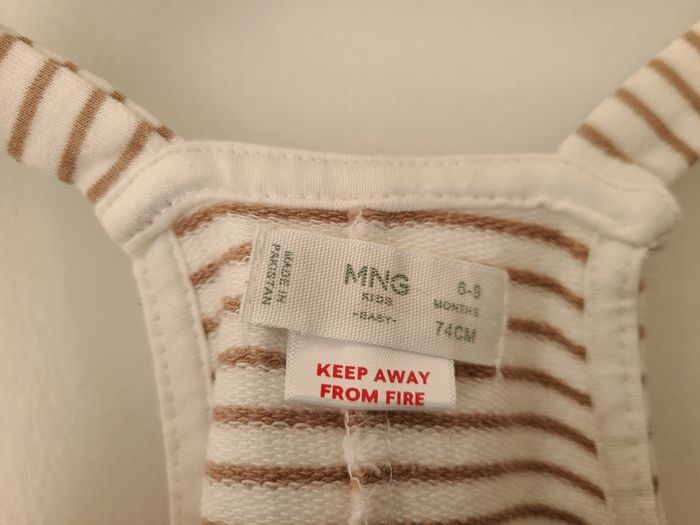 MADE IN
PAKISTAN
MNG
KIDS
-BABY-
6-9
MONTHS
74CM
KEEP AWAY
FROM FIRE